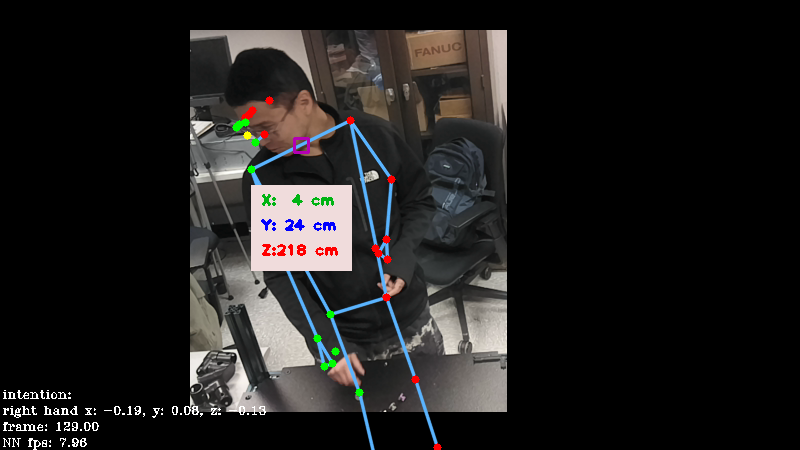 FANUC
X: 4 cm
Y: 24 cm
Z:218 cm
intention:
right hand x: −0.19, y: 0.08, z: −0.13
frame: 129.00
NN fps: 7.96